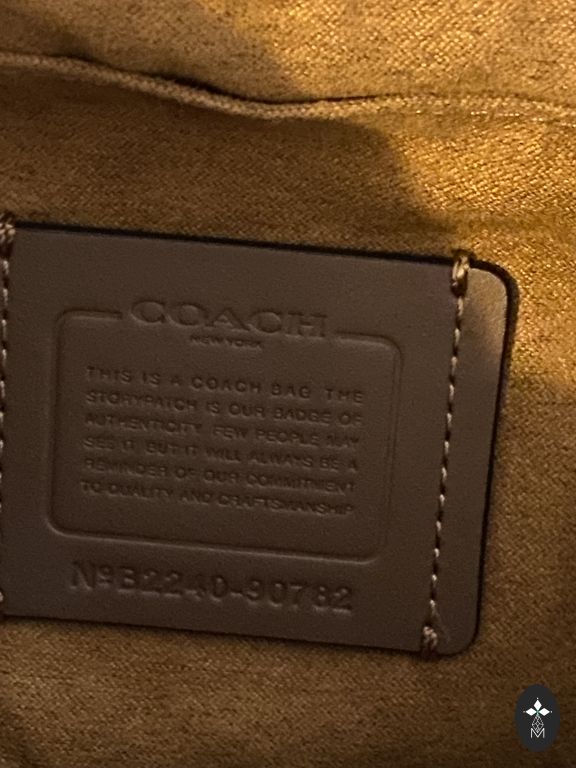 COACH
NEW YORK
THIS IS A COACH BAG THE
STORYPATCH IS OUR BADGE OF
AUTHENTICITY. FEW PEOPLE MAY
SEE IT, BUT IT WILL ALWAYS BE A
REMINDER OF OUR COMMITMENT
TO QUALITY AND CRAFTSMANSHIP
NºB2240-90782
M